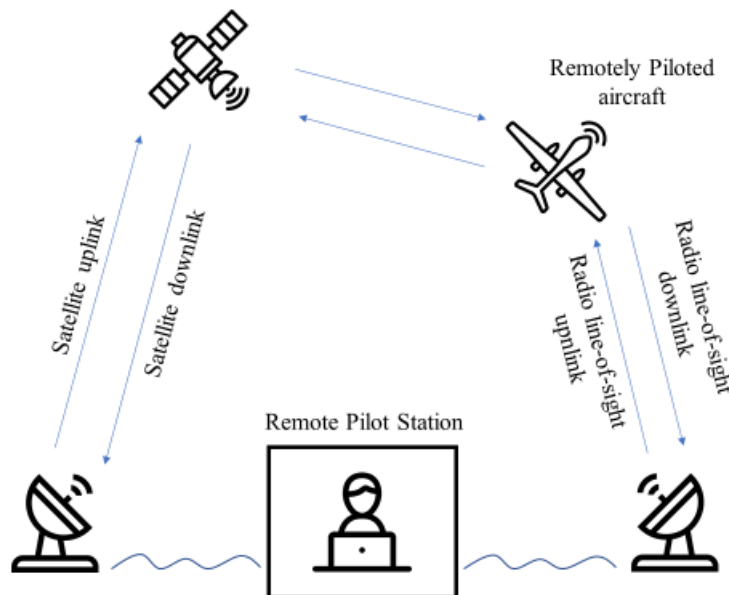 Remotely Piloted
aircraft
Satellite uplink
Satellite downlink
Radio line-of-sight
upnlink
Radio line-of-sight
downlink
Remote Pilot Station